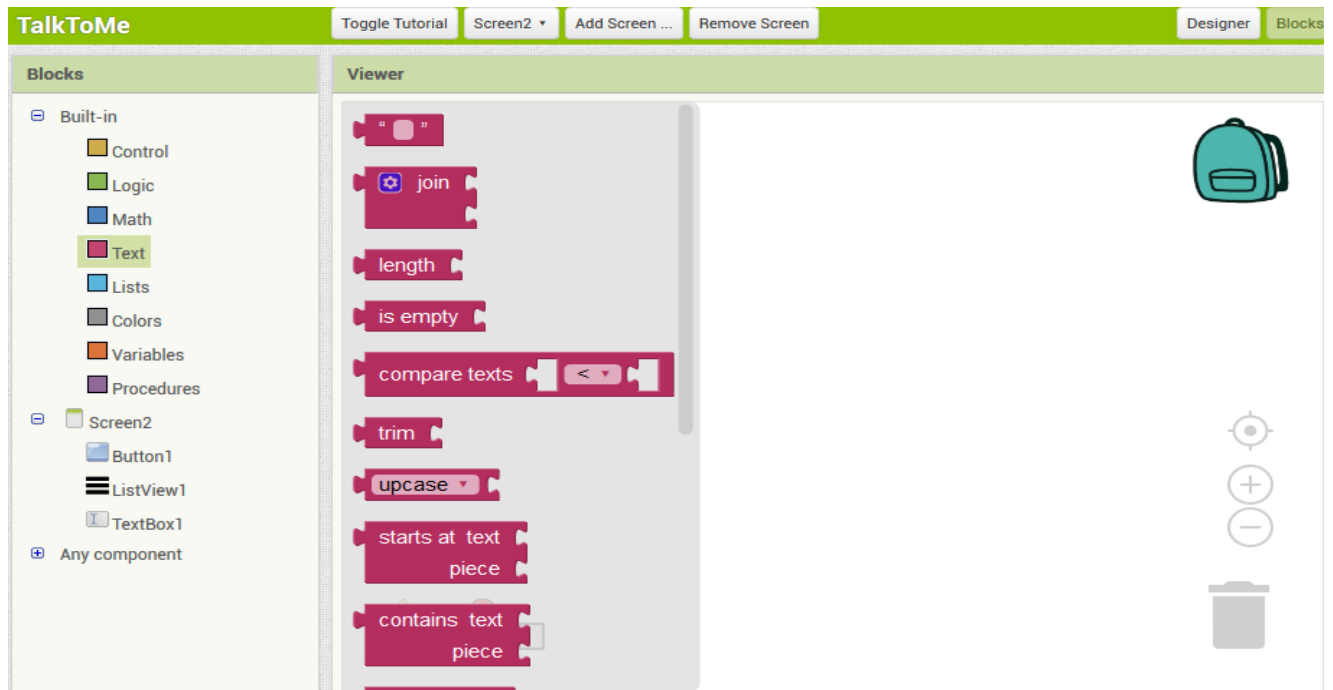 TalkToMe Toggle Tutorial Screen2 Add Screen ... Remove Screen Designer Blocks
Blocks
Built-in
Control
Logic
Math
Text
Lists
Colors
Variables
Procedures
Screen2
Button1
ListView1
TextBox1
Any component
Viewer
“ ”
join
length
is empty
compare texts <
trim
upcase
starts at text
piece
contains text
piece